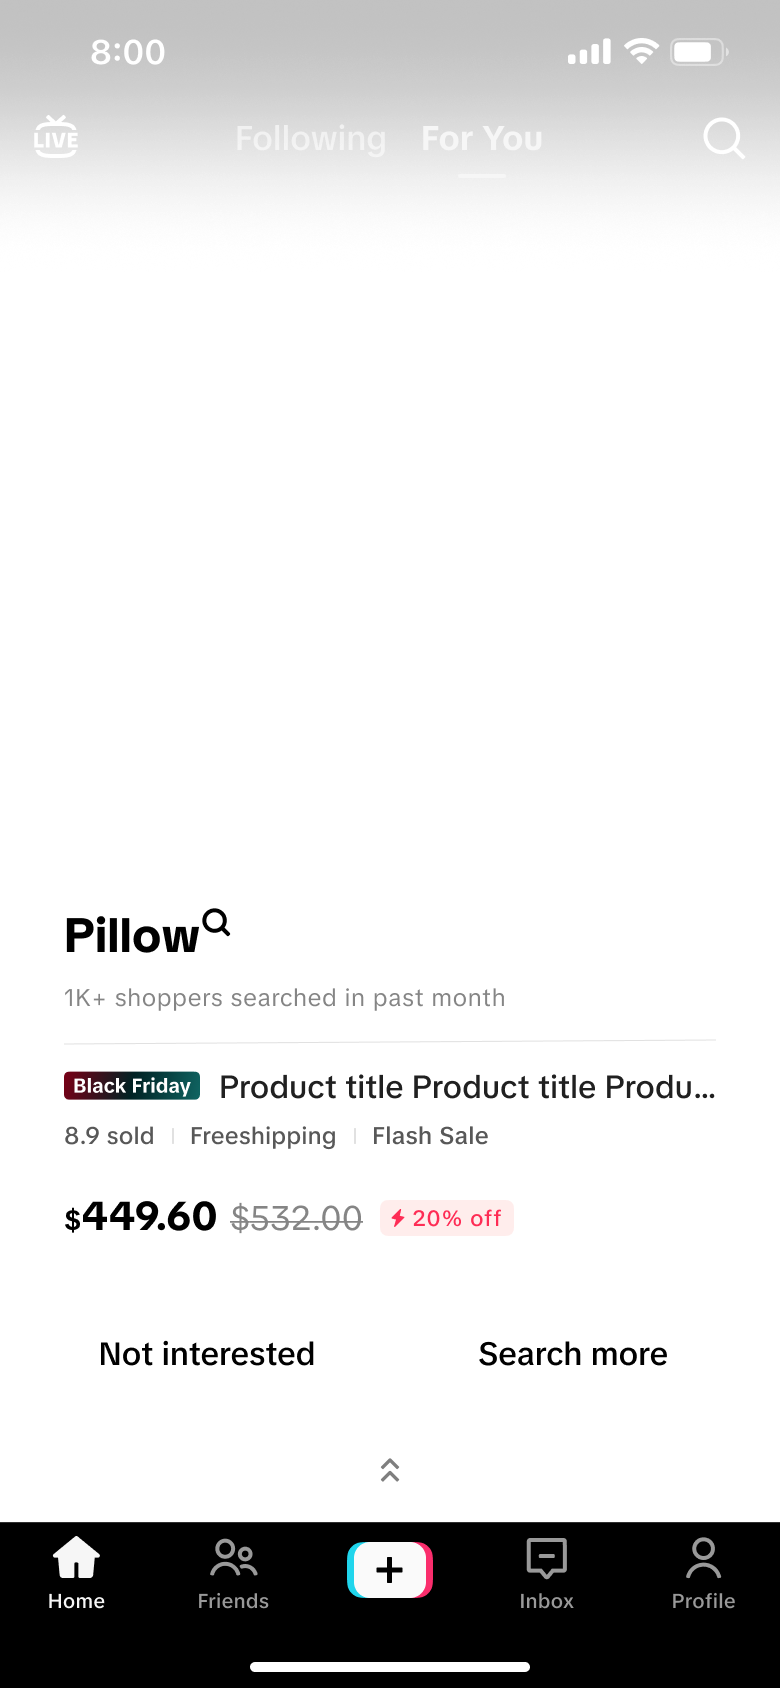 8:00
LIVE
Following For You
Pillow
1K+ shoppers searched in past month
Black Friday Product title Product title Produ...
8.9 sold Freeshipping Flash Sale
$449.60 $532.00 20% off
Not interested Search more
Home Friends Inbox Profile